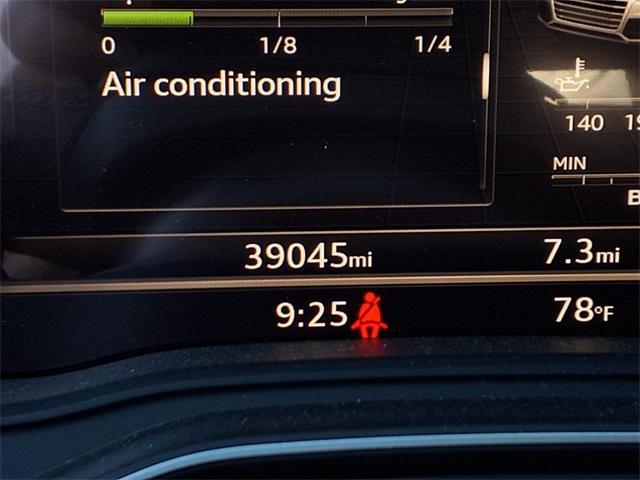 0 1/8 1/4
Air conditioning
140
MIN
39045mi 7.3mi
9:25 78°F